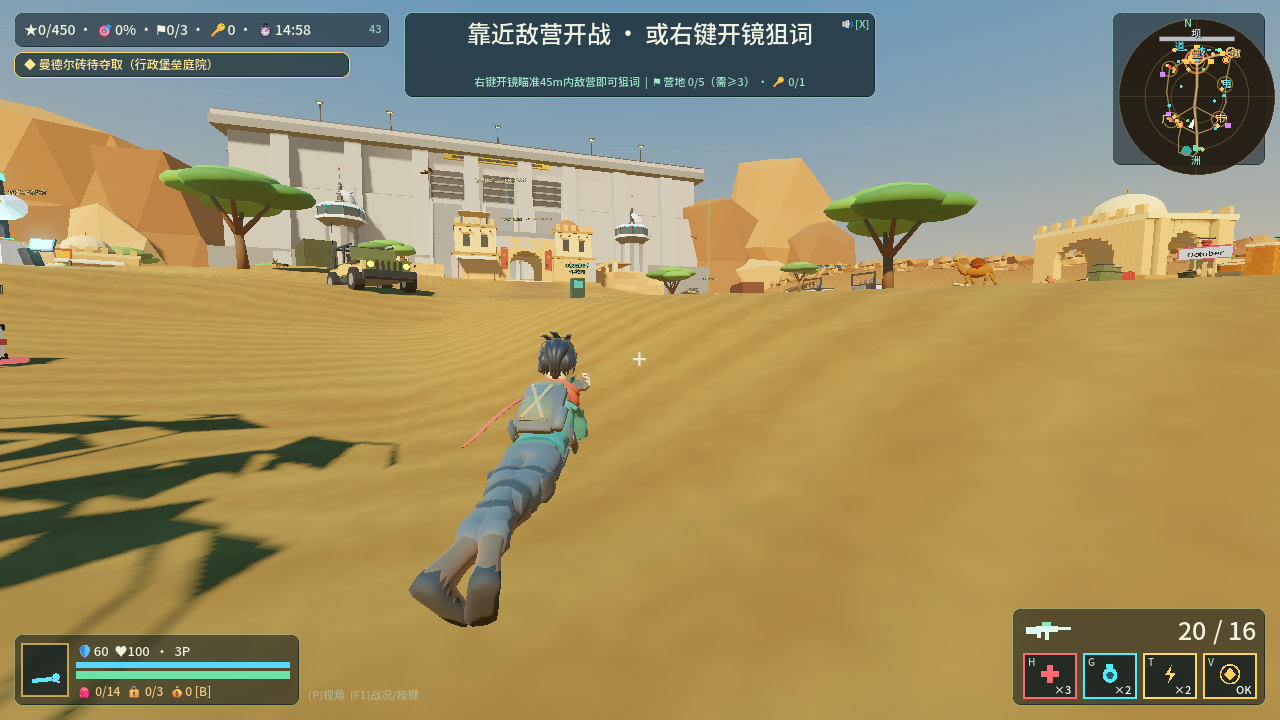 ★0/450 · 🎯0% · ⚑0/3 · 🔑0 · ⏱14:58 43
◆曼德尔砖待夺取（行政堡垒庭院）
靠近敌营开战 · 或右键开镜狙词
[X]
右键开镜瞄准45m内敌营即可狙词 | ⚑营地 0/5（需≥3） · 🔑 0/1
N
坝
市
洲
60 ♥100 · 3P
0/14 0/3 0 [B]
[P]视角 [F1]战况/按键
20 / 16
H ×3
G ×2
T ×2
V OK